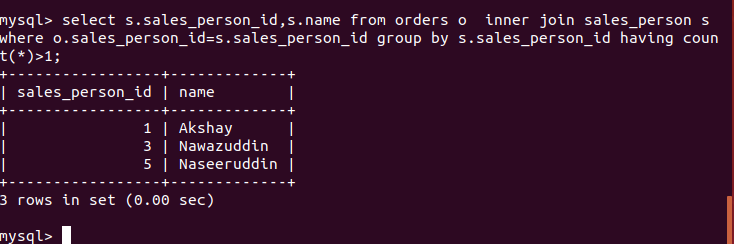 mysql> select s.sales_person_id,s.name from orders o  inner join sales_person s 
where o.sales_person_id=s.sales_person_id group by s.sales_person_id having coun
t(*)>1;
+-----------------+-------------+
| sales_person_id | name        |
+-----------------+-------------+
|               1 | Akshay      |
|               3 | Nawazuddin  |
|               5 | Naseeruddin |
+-----------------+-------------+
3 rows in set (0.00 sec)
mysql>